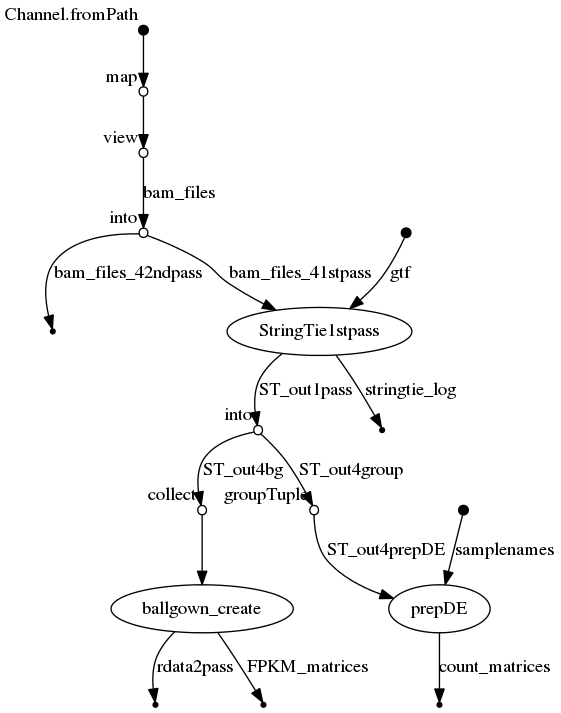 Channel.fromPath
map
view
bam_files
into
bam_files_42ndpass
bam_files_41stpass
gtf
StringTie1stpass
ST_out1pass
stringtie_log
into
ST_out4bg
ST_out4group
collect
groupTuple
ST_out4prepDE
samplenames
ballgown_create
prepDE
rdata2pass
FPKM_matrices
count_matrices